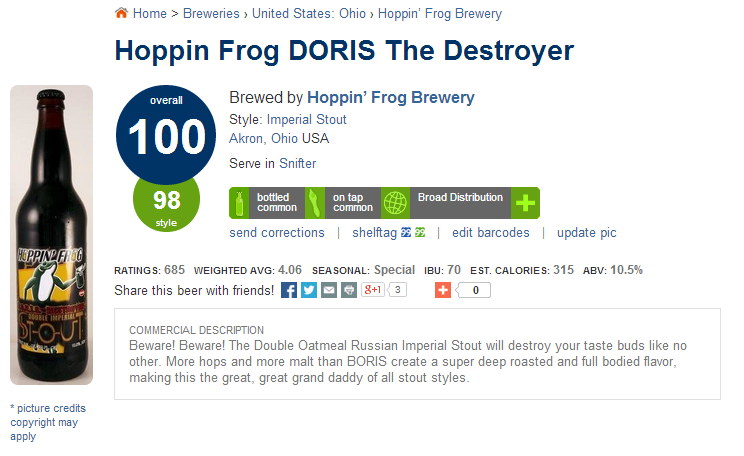 Home > Breweries › United States: Ohio › Hoppin' Frog Brewery
Hoppin Frog DORIS The Destroyer
overall
100
98
style
Brewed by Hoppin' Frog Brewery
Style: Imperial Stout
Akron, Ohio USA
Serve in Snifter
bottled
common
on tap
common
Broad Distribution
send corrections | shelftag | edit barcodes | update pic
RATINGS: 685 WEIGHTED AVG: 4.06 SEASONAL: Special IBU: 70 EST. CALORIES: 315 ABV: 10.5%
Share this beer with friends! g+1 3 0
COMMERCIAL DESCRIPTION
Beware! Beware! The Double Oatmeal Russian Imperial Stout will destroy your taste buds like no
other. More hops and more malt than BORIS create a super deep roasted and full bodied flavor,
making this the great, great grand daddy of all stout styles.
HOPPIN' FROG
DOUBLE IMPERIAL
STOUT
* picture credits
copyright may
apply